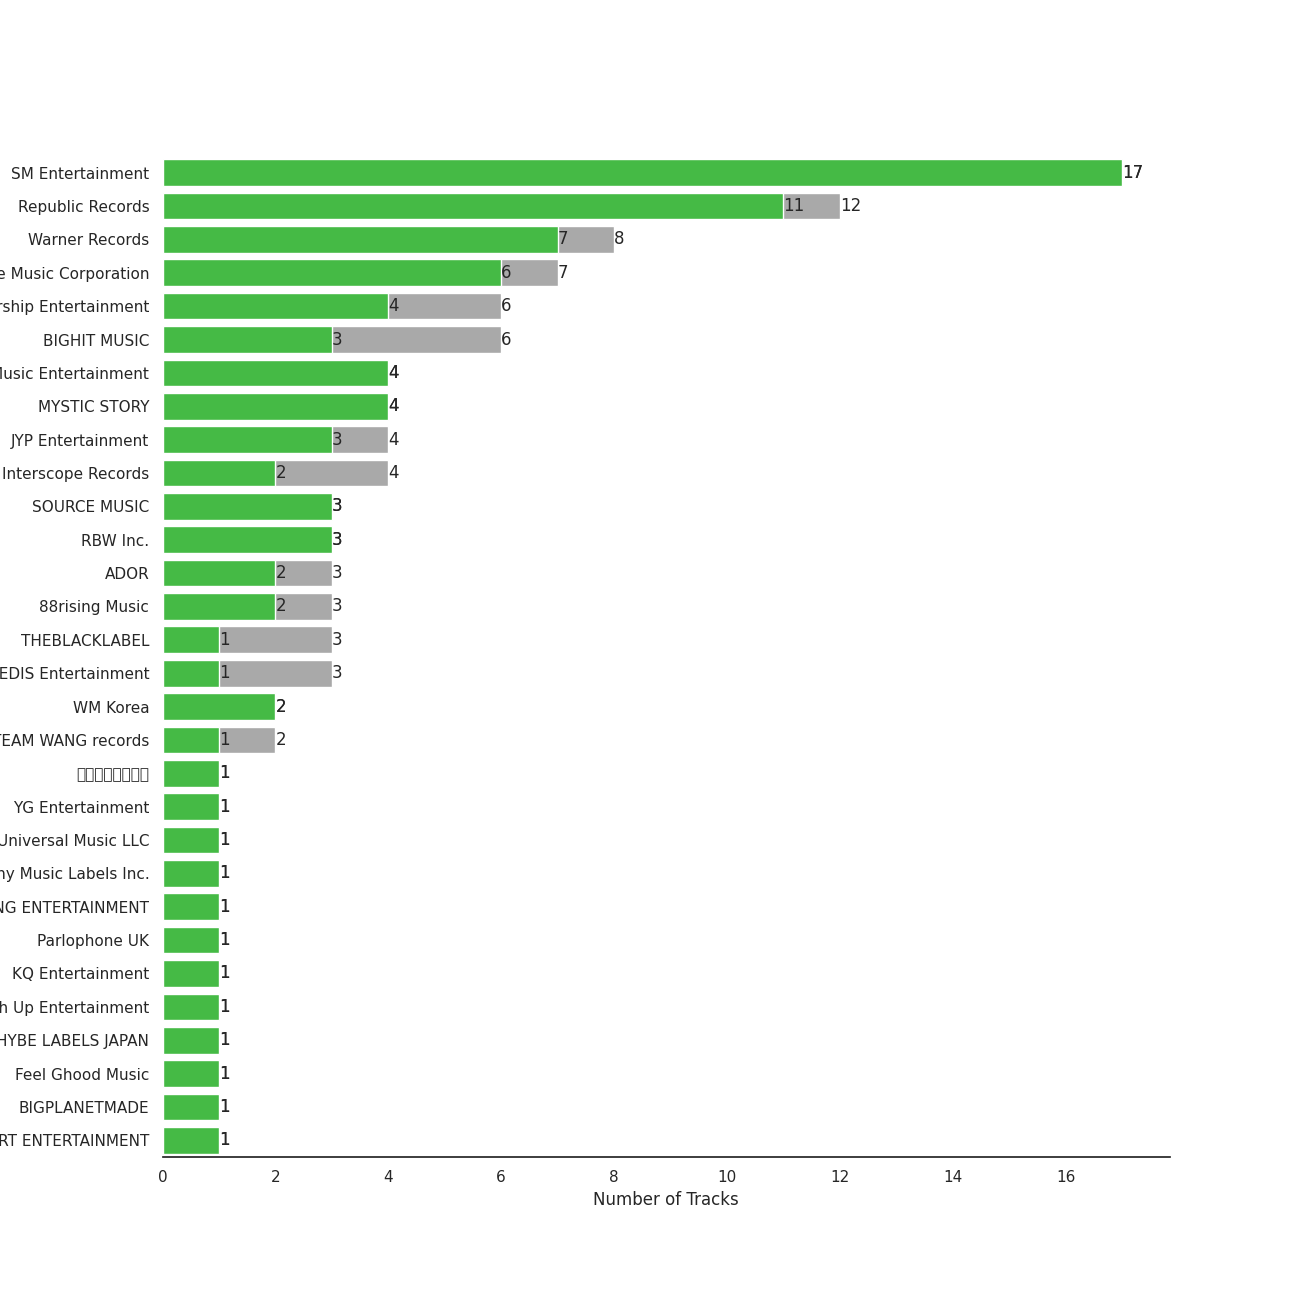 SM Entertainment 17
Republic Records 11 12
Warner Records 7 8
e Music Corporation 6 7
rship Entertainment 4 6
BIGHIT MUSIC 3 6
Music Entertainment 4
MYSTIC STORY 4
JYP Entertainment 3 4
Interscope Records 2 4
SOURCE MUSIC 3
RBW Inc. 3
ADOR 2 3
88rising Music 2 3
THEBLACKLABEL 1 3
EDIS Entertainment 1 3
WM Korea 2
TEAM WANG records 1 2
1
YG Entertainment 1
Universal Music LLC 1
ny Music Labels Inc. 1
NG ENTERTAINMENT 1
Parlophone UK 1
KQ Entertainment 1
h Up Entertainment 1
HYBE LABELS JAPAN 1
Feel Ghood Music 1
BIGPLANETMADE 1
RT ENTERTAINMENT 1
0 2 4 6 8 10 12 14 16
Number of Tracks